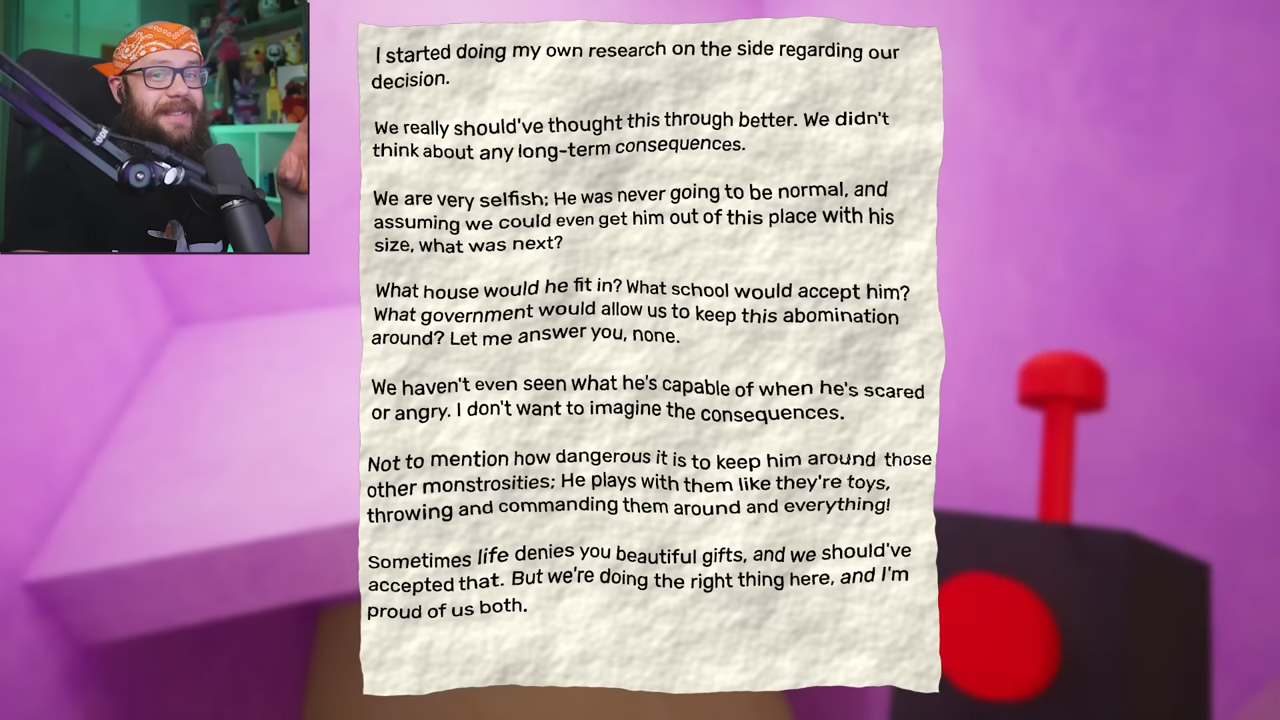 I started doing my own research on the side regarding our
decision.
We really should've thought this through better. We didn't
think about any long-term consequences.
We are very selfish; He was never going to be normal, and
assuming we could even get him out of this place with his
size, what was next?
What house would he fit in? What school would accept him?
What government would allow us to keep this abomination
around? Let me answer you, none.
We haven't even seen what he's capable of when he's scared
or angry. I don't want to imagine the consequences.
Not to mention how dangerous it is to keep him around those
other monstrosities; He plays with them like they're toys,
throwing and commanding them around and everything!
Sometimes life denies you beautiful gifts, and we should've
accepted that. But we're doing the right thing here, and I'm
proud of us both.